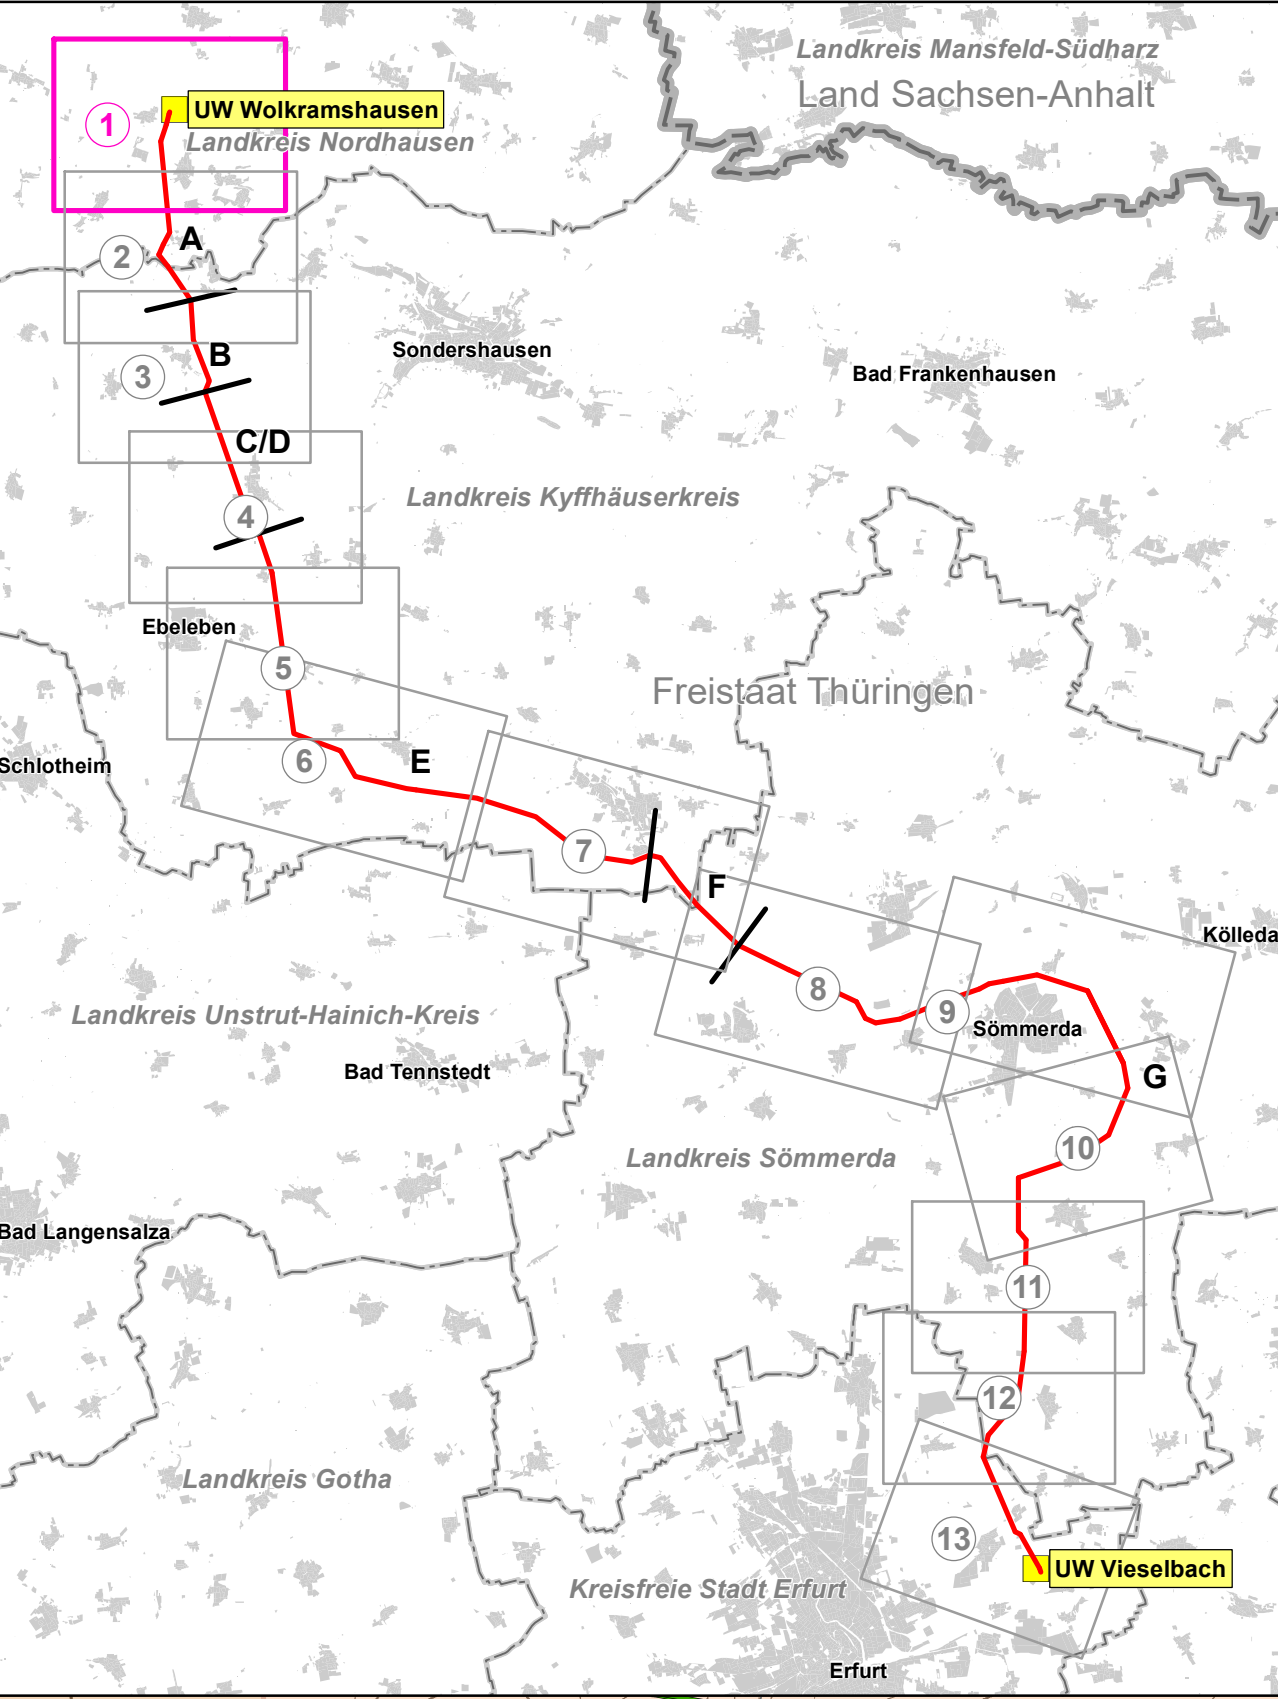 Landkreis Mansfeld-Südharz
Land Sachsen-Anhalt
UW Wolkramshausen
1
Landkreis Nordhausen
A
2
B
3
Sondershausen
Bad Frankenhausen
C/D
Landkreis Kyffhäuserkreis
4
Ebeleben
5
Freistaat Thüringen
6
E
Schlotheim
7
F
Kölleda
8
9
Landkreis Unstrut-Hainich-Kreis
Sömmerda
Bad Tennstedt
G
10
Landkreis Sömmerda
Bad Langensalza
11
12
Landkreis Gotha
13
UW Vieselbach
Kreisfreie Stadt Erfurt
Erfurt